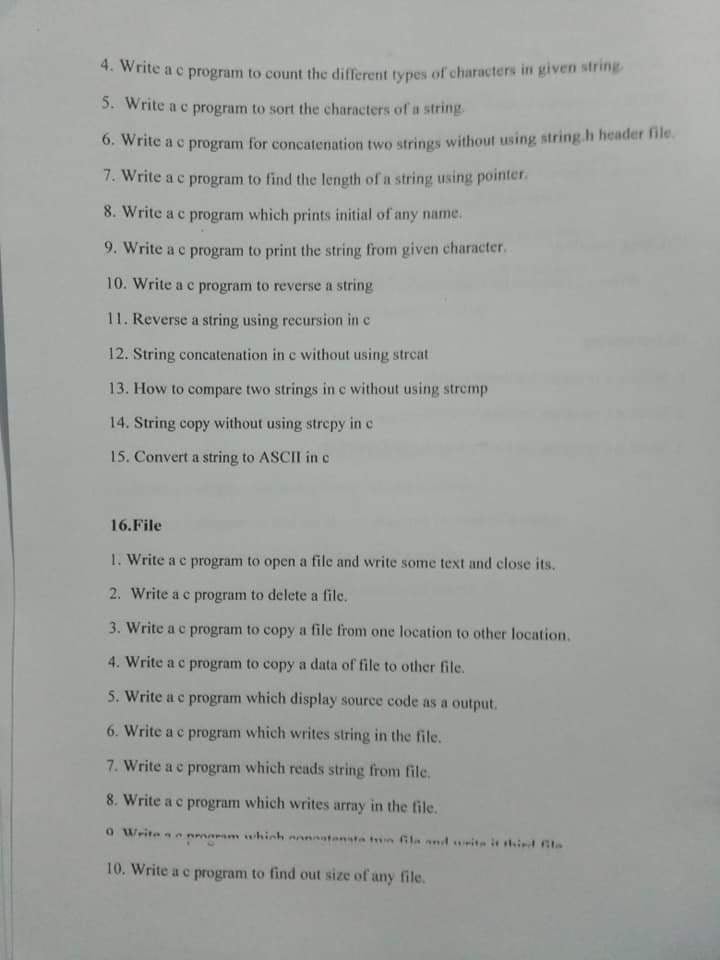 4. Write a c program to count the different types of characters in given string.
5. Write a c program to sort the characters of a string.
6. Write a c program for concatenation two strings without using string.h header file.
7. Write a c program to find the length of a string using pointer.
8. Write a c program which prints initial of any name.
9. Write a c program to print the string from given character.
10. Write a c program to reverse a string
11. Reverse a string using recursion in c
12. String concatenation in c without using strcat
13. How to compare two strings in c without using strcmp
14. String copy without using strcpy in c
15. Convert a string to ASCII in c
16.File
1. Write a c program to open a file and write some text and close its.
2. Write a c program to delete a file.
3. Write a c program to copy a file from one location to other location.
4. Write a c program to copy a data of file to other file.
5. Write a c program which display source code as a output.
6. Write a c program which writes string in the file.
7. Write a c program which reads string from file.
8. Write a c program which writes array in the file.
9 Write a c program which concatenate two file and write it third file
10. Write a c program to find out size of any file.